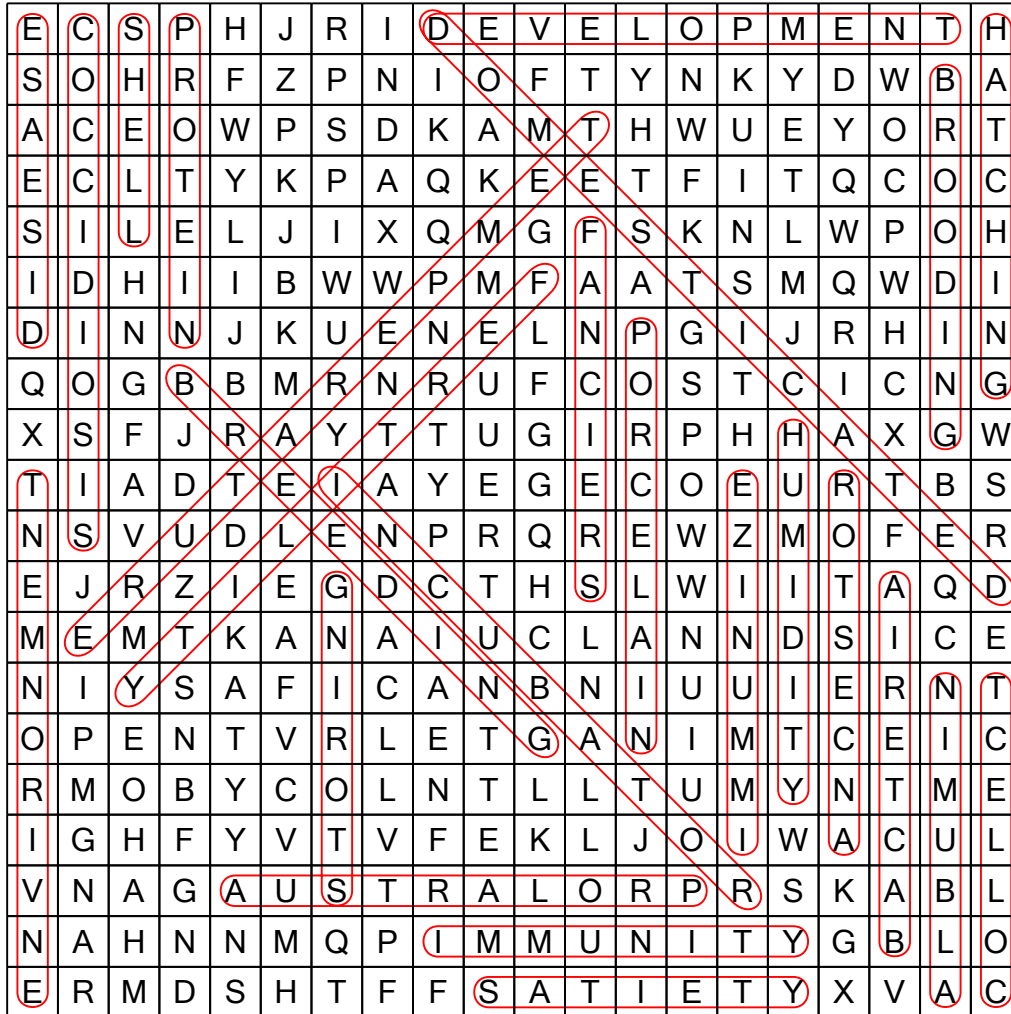 E C S P H J R I D E V E L O P M E N T H
S O H R F Z P N I O F T Y N K Y D W B A
A C E O W P S D K A M T H W U E Y O R T
E C L T Y K P A Q K E E T F I T Q C O C
S I L E L J I X Q M G F S K N L W P O H
I D H I I B W W P M F A A T S M Q W D I
D I N N J K U E N E L N P G I J R H I N
Q O G B B M R N R U F C O S T C I C N G
X S F J R A Y T T U G I R P H H A X G W
T I A D T E I A Y E G E C O E U R T B S
N S V U D L E N P R Q R E W Z M O F E R
E J R Z I E G D C T H S L W I I T A Q D
M E M T K A N A I U C L A N N D S I C E
N I Y S A F I C A N B N I U U I E R N T
O P E N T V R L E T G A N I M T C E I C
R M O B Y C O L N T L L T U M Y N T M E
I G H F Y V T V F E K L J O I W A C U L
V N A G A U S T R A L O R P R S K A B L
N A H N N M Q P I M M U N I T Y G B L O
E R M D S H T F F S A T I E T Y X V A C